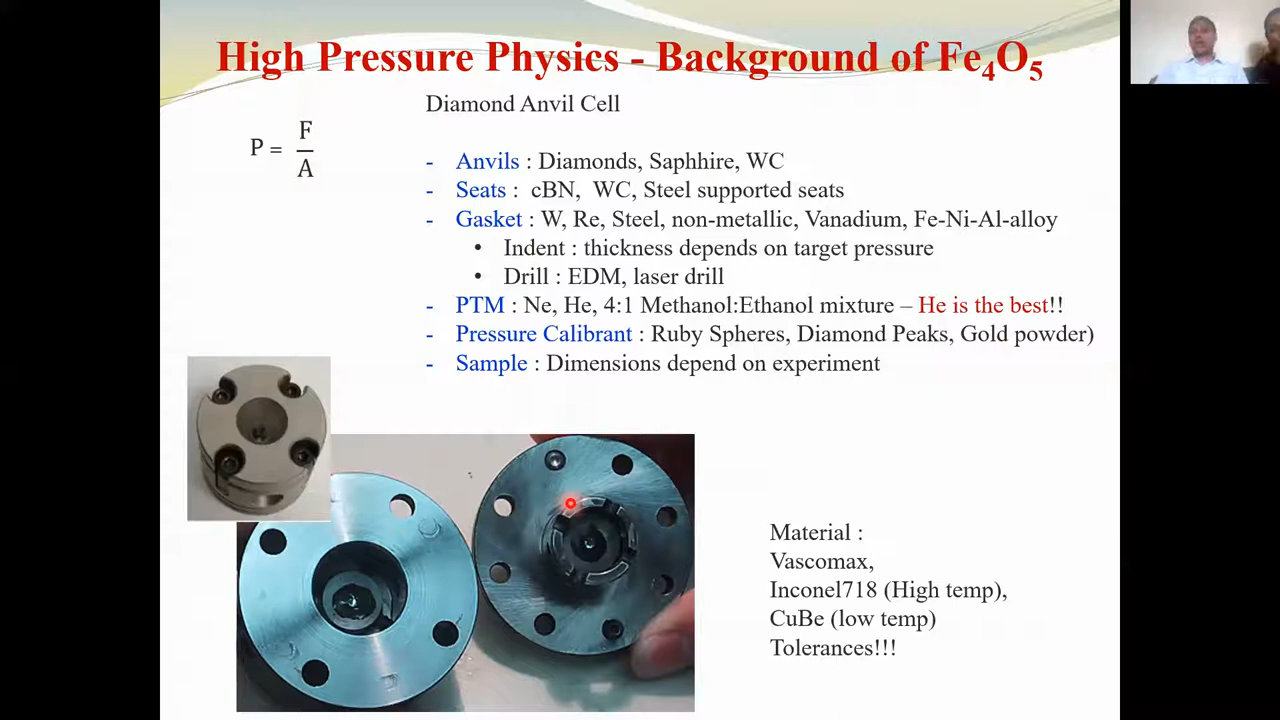 High Pressure Physics - Background of Fe₄O₅
Diamond Anvil Cell
P = F/A
- Anvils : Diamonds, Saphhire, WC
- Seats : cBN, WC, Steel supported seats
- Gasket : W, Re, Steel, non-metallic, Vanadium, Fe-Ni-Al-alloy
• Indent : thickness depends on target pressure
• Drill : EDM, laser drill
- PTM : Ne, He, 4:1 Methanol:Ethanol mixture – He is the best!!
- Pressure Calibrant : Ruby Spheres, Diamond Peaks, Gold powder)
- Sample : Dimensions depend on experiment
Material :
Vascomax,
Inconel718 (High temp),
CuBe (low temp)
Tolerances!!!